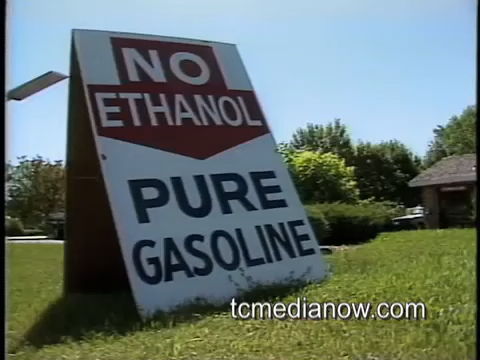 NO
ETHANOL
PURE
GASOLINE
tcmedianow.com